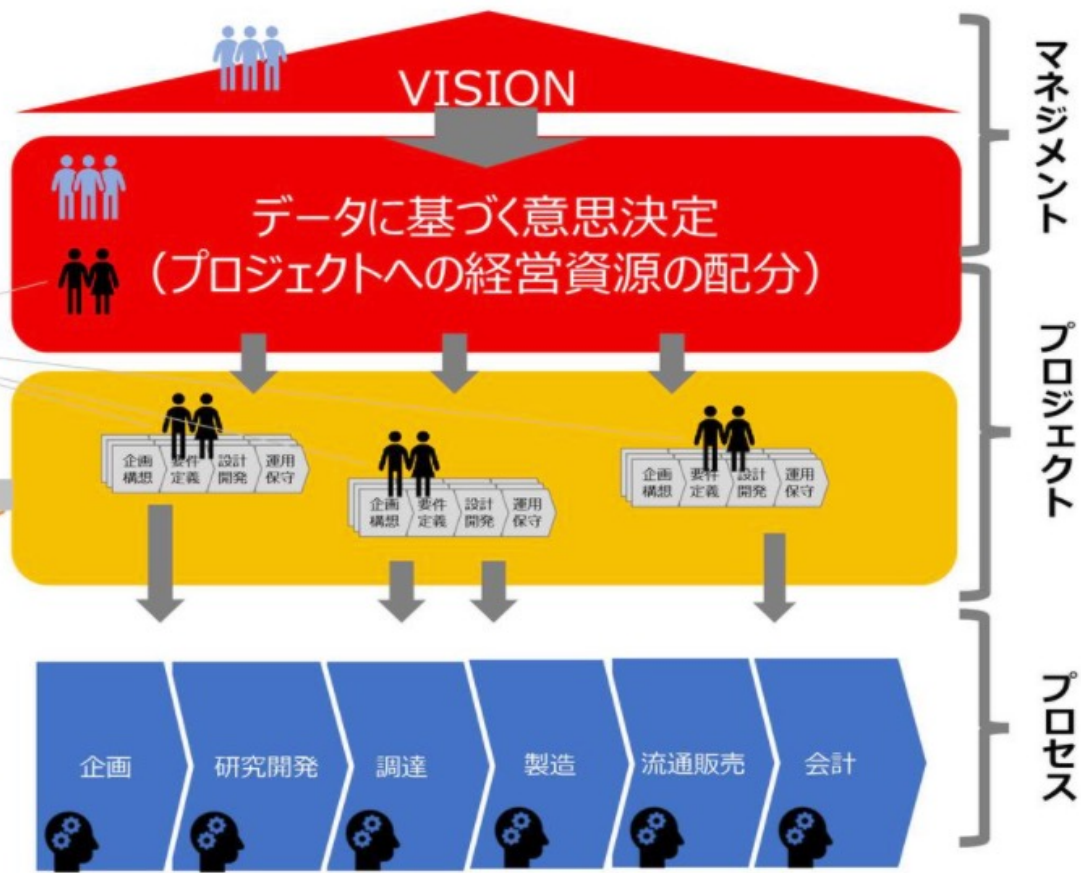 VISION
データに基づく意思決定
（プロジェクトへの経営資源の配分）
マネジメント
企画
構想
要件
定義
設計
開発
運用
保守
企画
構想
要件
定義
設計
開発
運用
保守
企画
構想
要件
定義
設計
開発
運用
保守
プロジェクト
企画
研究開発
調達
製造
流通販売
会計
プロセス